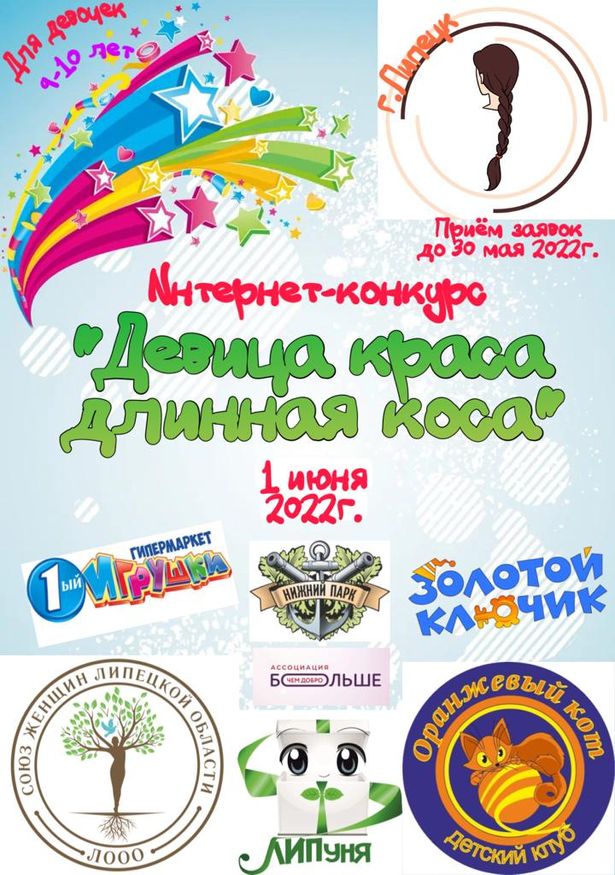 Для девочек
9-10 лет
г.Липецк
Приём заявок
до 30 мая 2022г.
Интернет-конкурс
"Девица краса
длинная коса"
1 июня
2022г.
ГИПЕРМАРКЕТ
1ый ИГРУШКИ
НИЖНИЙ ПАРК
ЗОЛОТОЙ
КЛЮЧИК
АССОЦИАЦИЯ
БОЛЬШЕ
ЧЕМ ДОБРО
СОЮЗ ЖЕНЩИН ЛИПЕЦКОЙ ОБЛАСТИ
ЛООО
ЛИПуня
Оранжевый кот
детский клуб